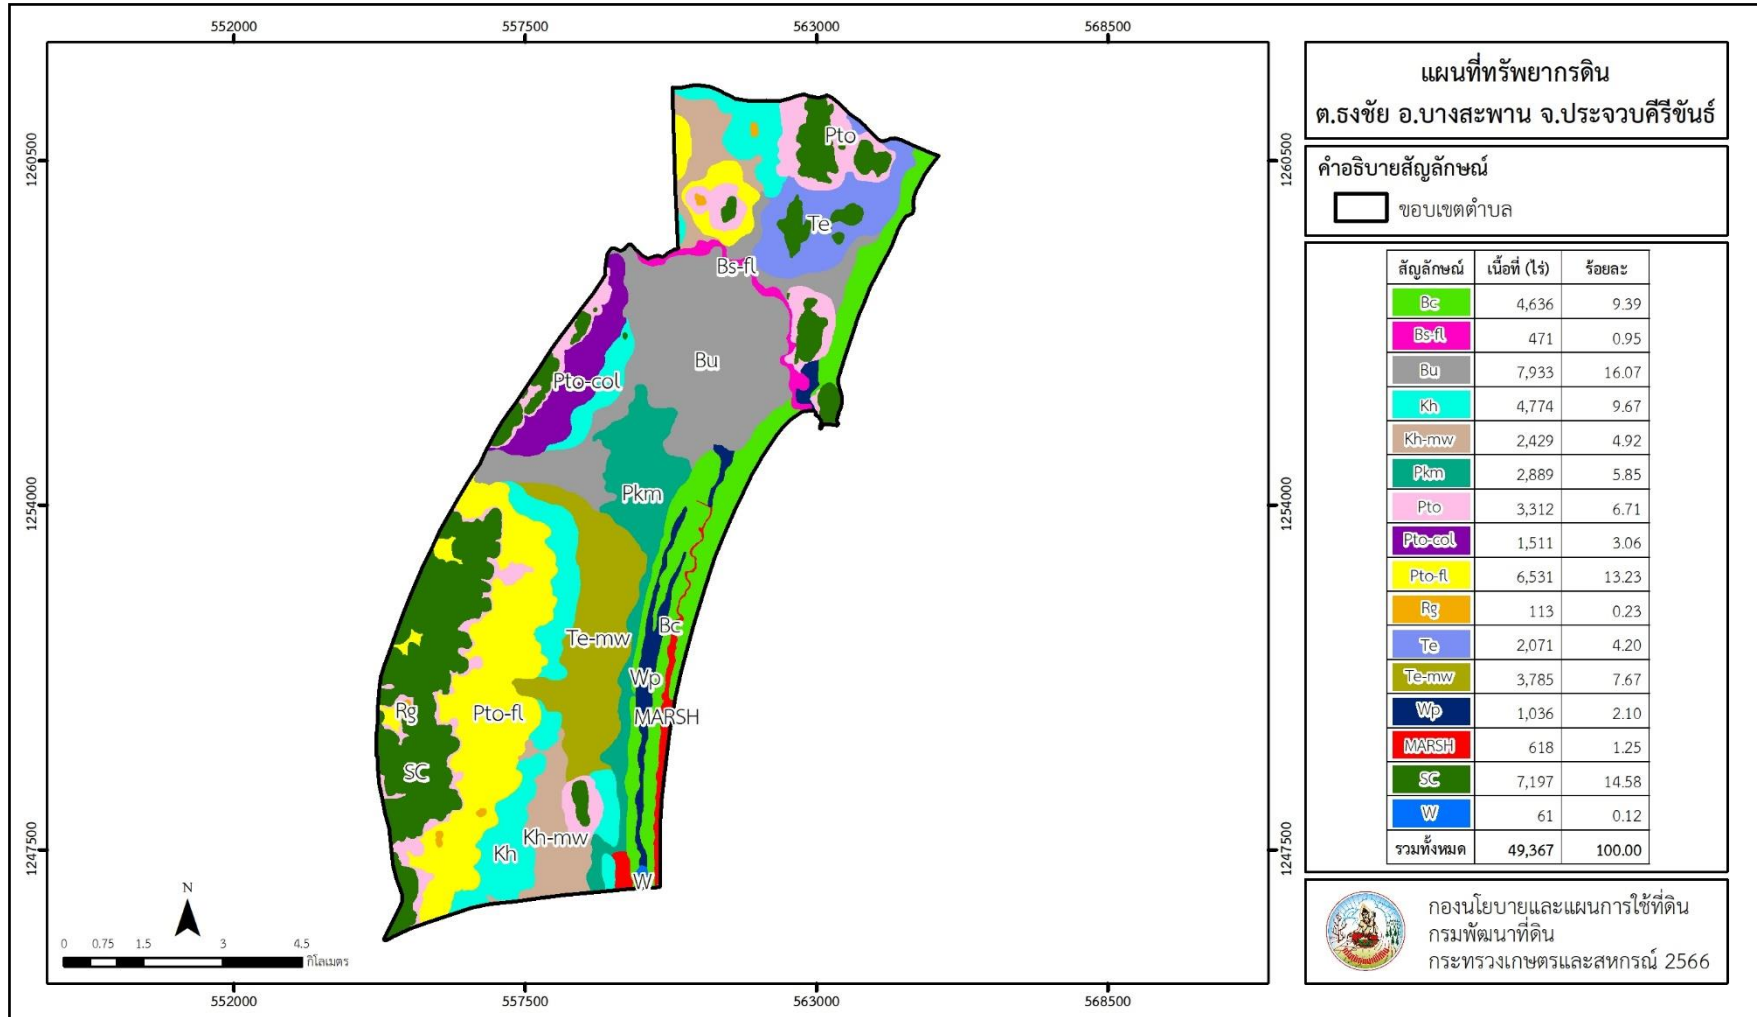 552000 557500 563000 568500
1260500 1260500
1254000 1254000
1247500 1247500
552000 557500 563000 568500
Pto
Te
Bs-fl
Bu
Pto-col
Pkm
Bc
Te-mw
Wp
Rg Pto-fl MARSH
SC
Kh-mw
Kh
W
N
0 0.75 1.5 3 4.5
กิโลเมตร
แผนที่ทรัพยากรดิน
ต.ธงชัย อ.บางสะพาน จ.ประจวบคีรีขันธ์
คำอธิบายสัญลักษณ์
ขอบเขตตำบล
สัญลักษณ์ เนื้อที่ (ไร่) ร้อยละ
Bc 4,636 9.39
Bs-fl 471 0.95
Bu 7,933 16.07
Kh 4,774 9.67
Kh-mw 2,429 4.92
Pkm 2,889 5.85
Pto 3,312 6.71
Pto-col 1,511 3.06
Pto-fl 6,531 13.23
Rg 113 0.23
Te 2,071 4.20
Te-mw 3,785 7.67
Wp 1,036 2.10
MARSH 618 1.25
SC 7,197 14.58
W 61 0.12
รวมทั้งหมด 49,367 100.00
กองนโยบายและแผนการใช้ที่ดิน
กรมพัฒนาที่ดิน
กระทรวงเกษตรและสหกรณ์ 2566